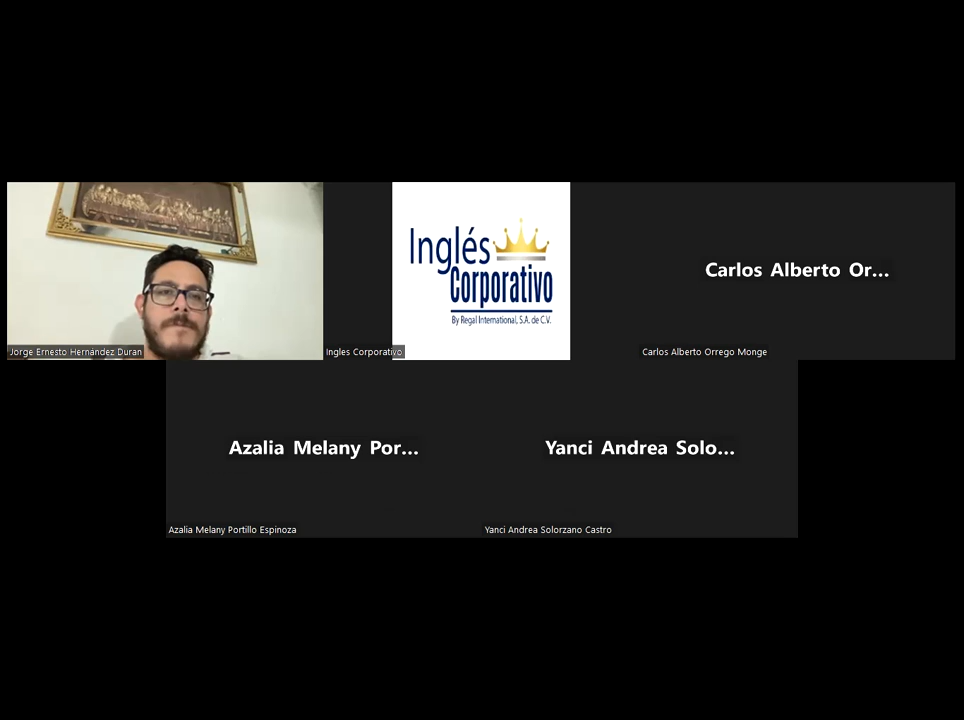 Inglés
Corporativo
By Regal International, S.A. de C.V.
Carlos Alberto Or...
Jorge Ernesto Hernández Duran
Ingles Corporativo
Carlos Alberto Orrego Monge
Azalia Melany Por...
Yanci Andrea Solo...
Azalia Melany Portillo Espinoza
Yanci Andrea Solorzano Castro